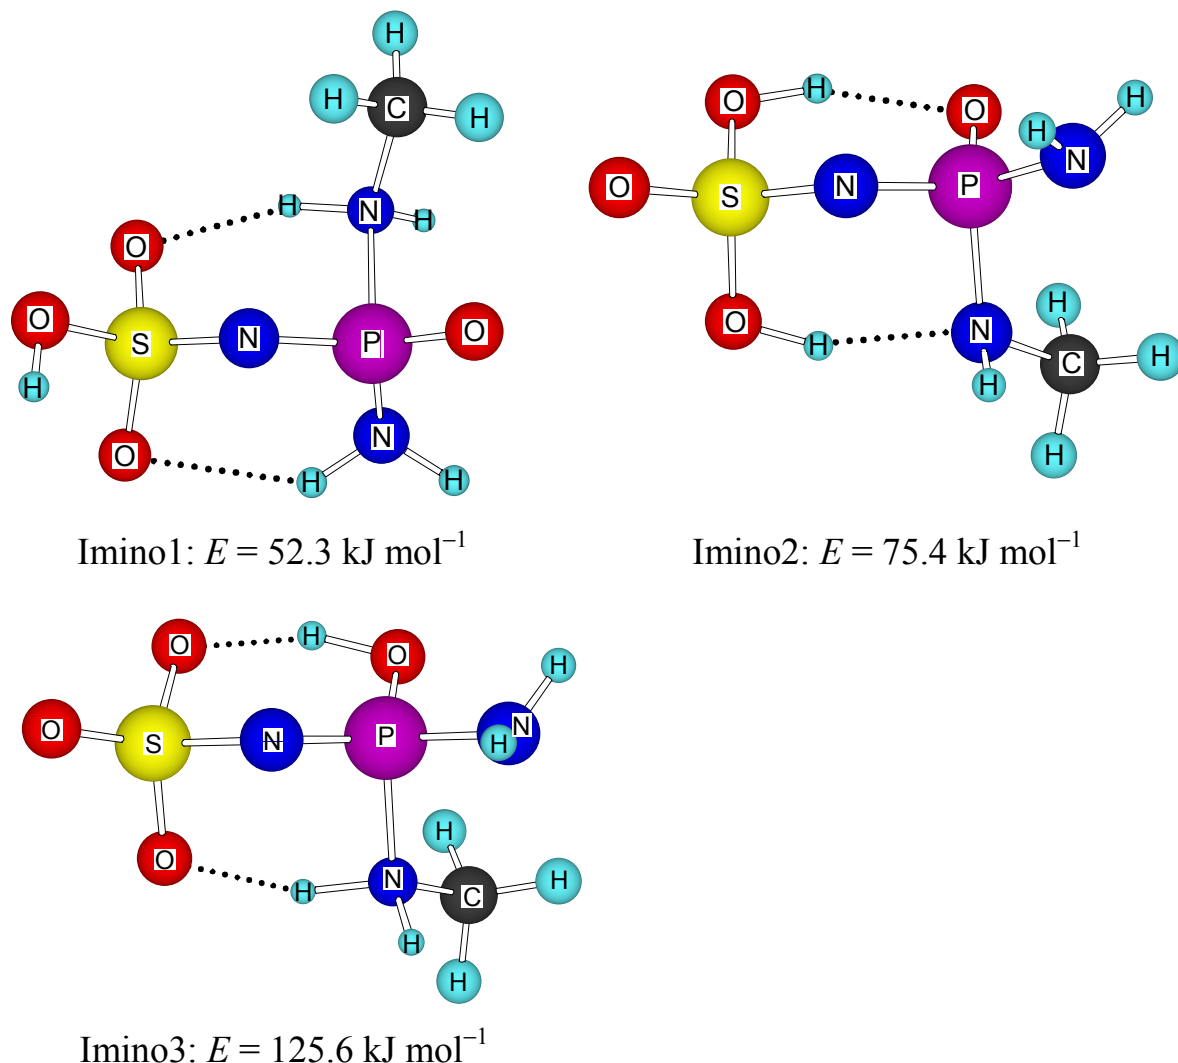 H
H C H
H N H
O
O S N P O
H
O N
H H
Imino1: E = 52.3 kJ mol⁻¹
O H O H
H N
O S N P
O H N H
H C H
H
Imino2: E = 75.4 kJ mol⁻¹
O H O H
O S N P H N
O H N H C H
H H
Imino3: E = 125.6 kJ mol⁻¹